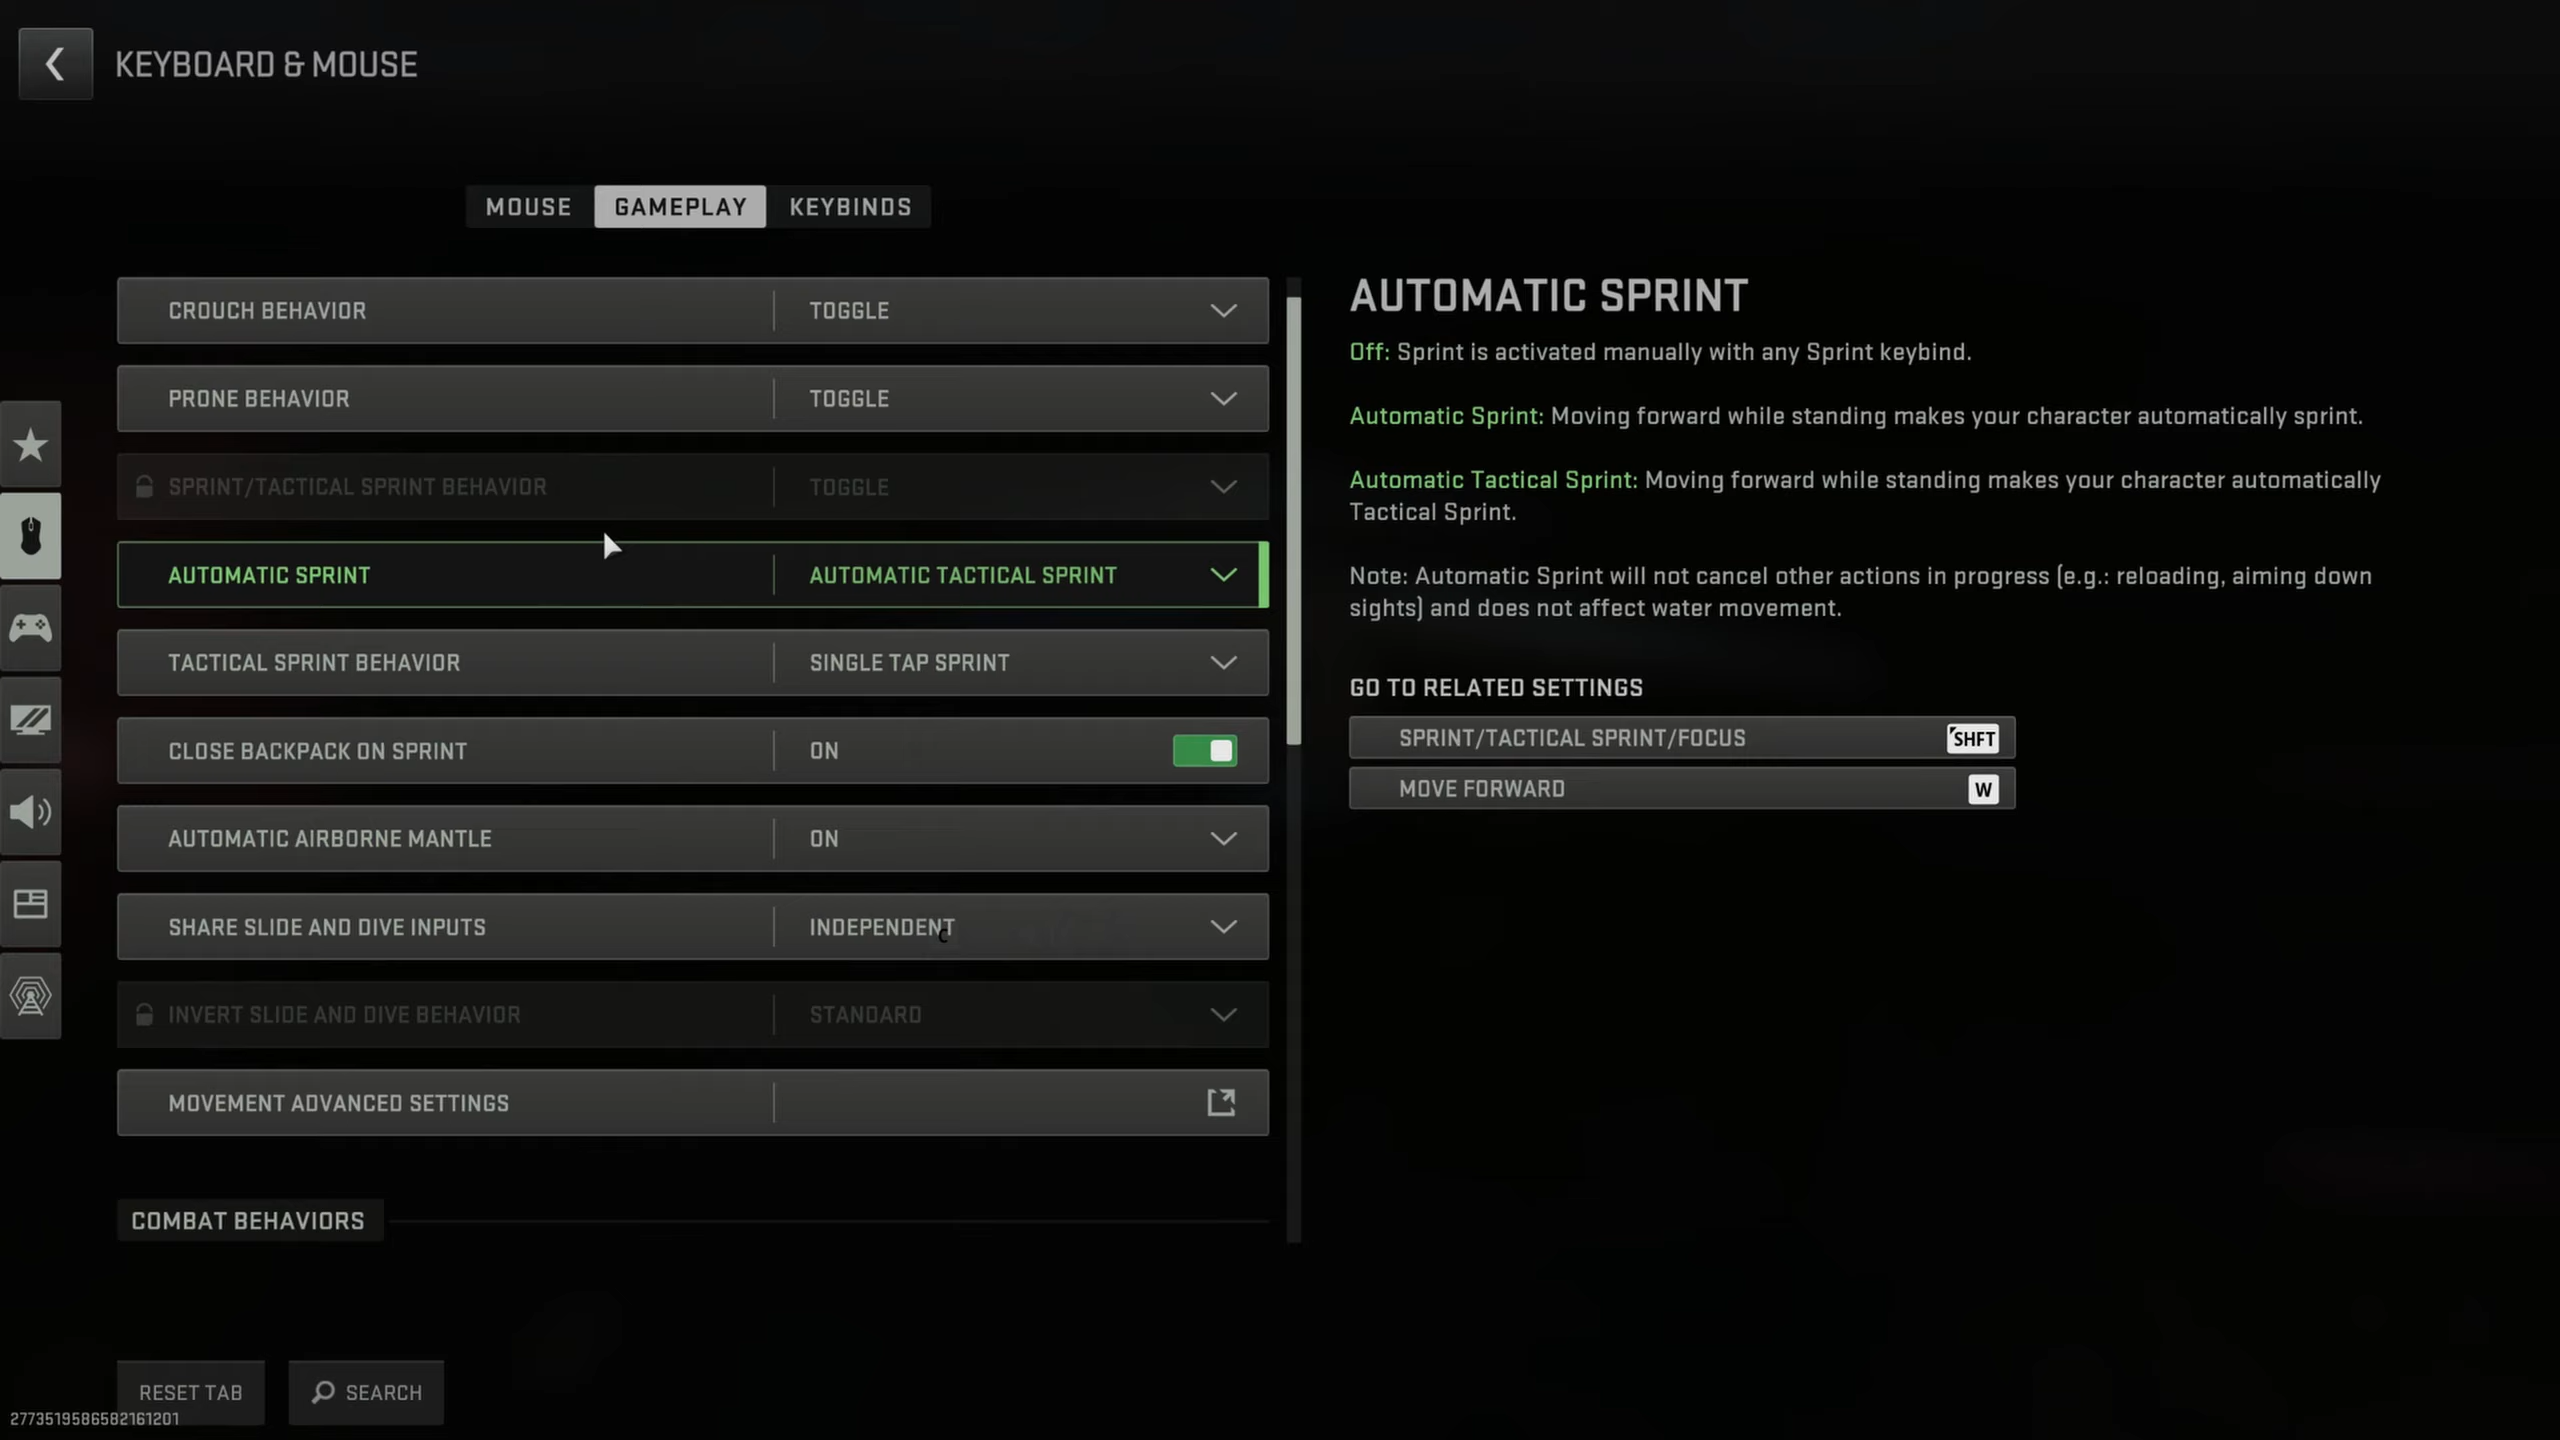 KEYBOARD & MOUSE
MOUSE
GAMEPLAY
KEYBINDS
CROUCH BEHAVIOR
TOGGLE
PRONE BEHAVIOR
TOGGLE
SPRINT/TACTICAL SPRINT BEHAVIOR
TOGGLE
AUTOMATIC SPRINT
AUTOMATIC TACTICAL SPRINT
TACTICAL SPRINT BEHAVIOR
SINGLE TAP SPRINT
CLOSE BACKPACK ON SPRINT
ON
AUTOMATIC AIRBORNE MANTLE
ON
SHARE SLIDE AND DIVE INPUTS
INDEPENDENT
C
INVERT SLIDE AND DIVE BEHAVIOR
STANDARD
MOVEMENT ADVANCED SETTINGS
COMBAT BEHAVIORS
AUTOMATIC SPRINT
Off: Sprint is activated manually with any Sprint keybind.
Automatic Sprint: Moving forward while standing makes your character automatically sprint.
Automatic Tactical Sprint: Moving forward while standing makes your character automatically
Tactical Sprint.
Note: Automatic Sprint will not cancel other actions in progress (e.g.: reloading, aiming down
sights) and does not affect water movement.
GO TO RELATED SETTINGS
SPRINT/TACTICAL SPRINT/FOCUS
SHFT
MOVE FORWARD
W
RESET TAB
SEARCH
2773519586582161201